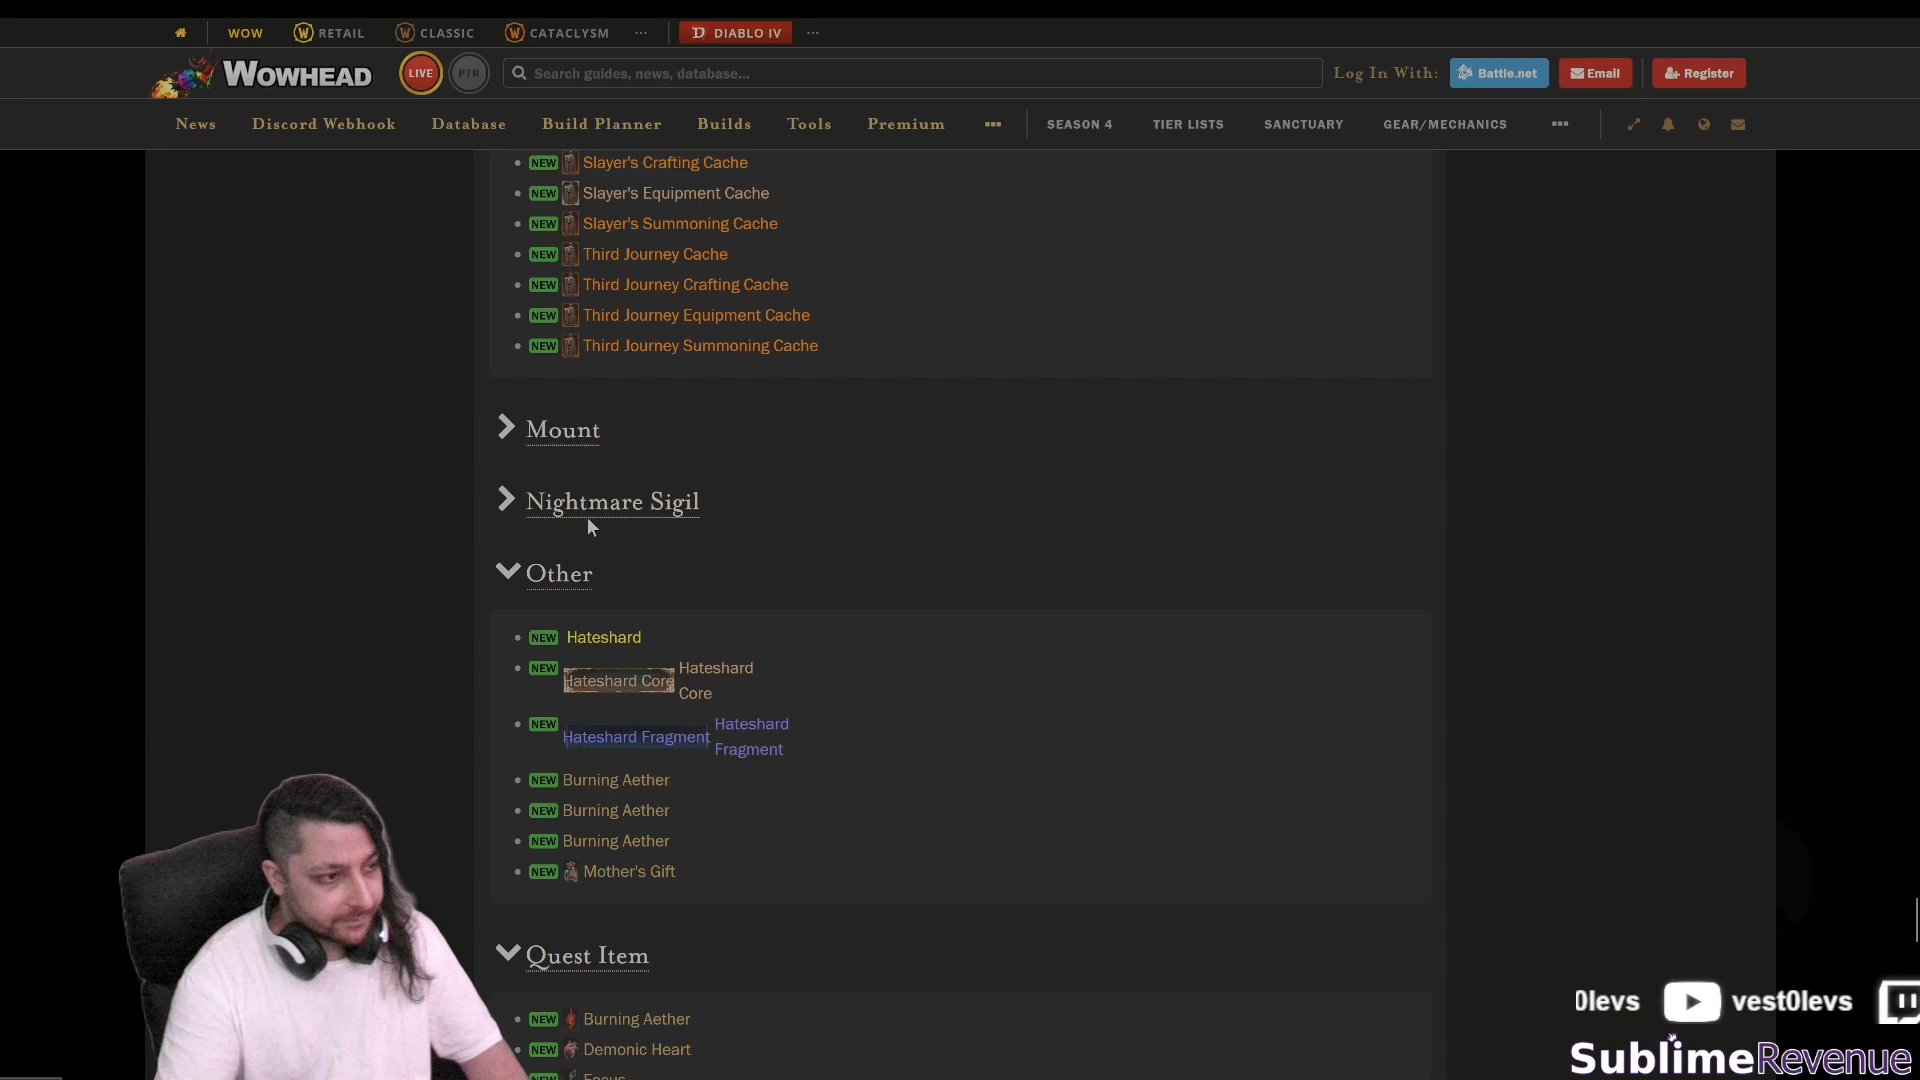 WOW RETAIL CLASSIC CATACLYSM ... DIABLO IV ...
WOWHEAD LIVE PTR Search guides, news, database... Log In With: Battle.net Email Register
News Discord Webhook Database Build Planner Builds Tools Premium ... SEASON 4 TIER LISTS SANCTUARY GEAR/MECHANICS ...
NEW Slayer's Crafting Cache
NEW Slayer's Equipment Cache
NEW Slayer's Summoning Cache
NEW Third Journey Cache
NEW Third Journey Crafting Cache
NEW Third Journey Equipment Cache
NEW Third Journey Summoning Cache
Mount
Nightmare Sigil
Other
NEW Hateshard
NEW Hateshard Core Hateshard
Core
NEW Hateshard Fragment Hateshard
Fragment
NEW Burning Aether
NEW Burning Aether
NEW Burning Aether
NEW Mother's Gift
Quest Item
NEW Burning Aether
NEW Demonic Heart
0levs vest0levs
SublimeRevenue